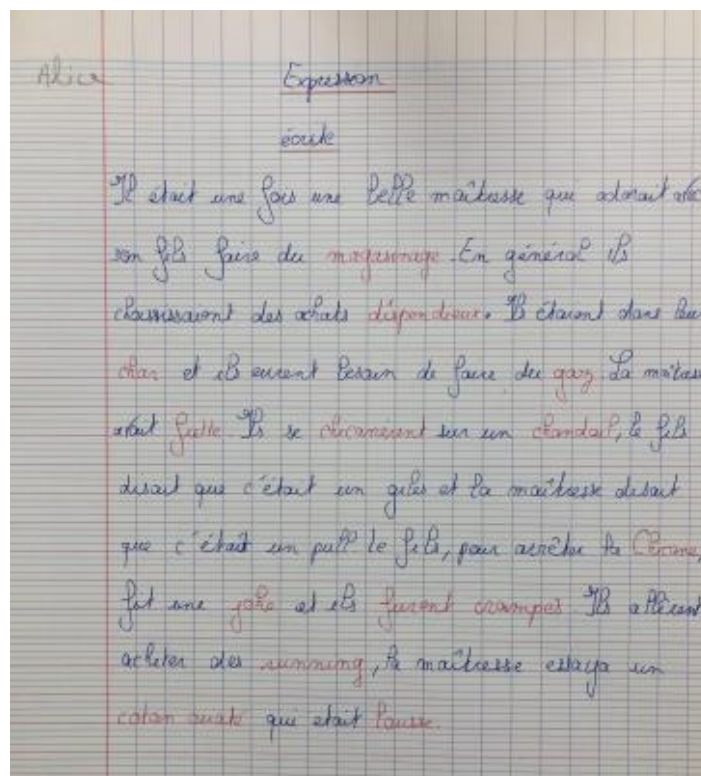 Alice
Expression
écrite
Il était une fois une belle maîtresse qui adorait avec
son fils faire du magasinage. En général ils
choississaient des achats dispendieux. Ils étaient dans leur
char et ils eurent besoin de faire du gaz. La maîtresse
était futte. Ils se chicanèrent sur un chandail, le fils
disait que c'était un gilet et la maîtresse disait
que c'était un pull le fils, pour arrêter la Chicane,
fit une joke et ils furent crampés. Ils allèrent
acheter des running, la maîtresse essaya un
coton ouaté qui était lousse.